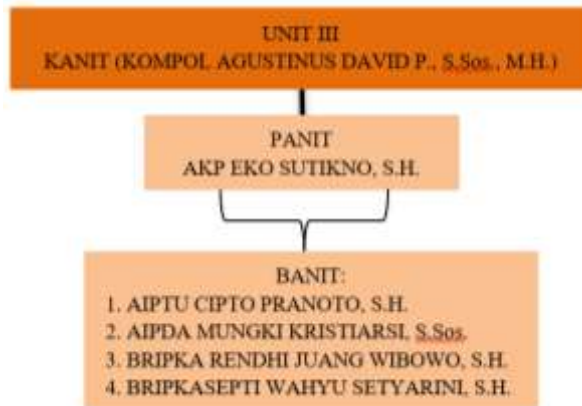 UNIT III
KANIT (KOMPOL AGUSTINUS DAVID P., S.Sos., M.H.)
PANIT
AKP EKO SUTIKNO, S.H.
BANIT:
1. AIPTU CIPTO PRANOTO, S.H.
2. AIPDA MUNGKI KRISTIARSI, S.Sos.
3. BRIPKA RENDHI JUANG WIBOWO, S.H.
4. BRIPKASEPTI WAHYU SETYARINI, S.H.